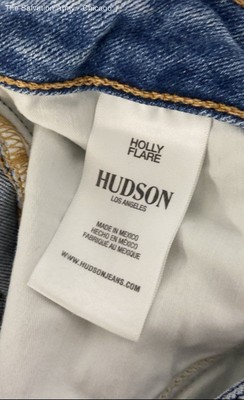 The Salvation Army - Chicago
HOLLY
FLARE
HUDSON
LOS ANGELES
MADE IN MEXICO
HECHO EN MÉXICO
FABRIQUÉ AU MEXIQUE
WWW.HUDSONJEANS.COM